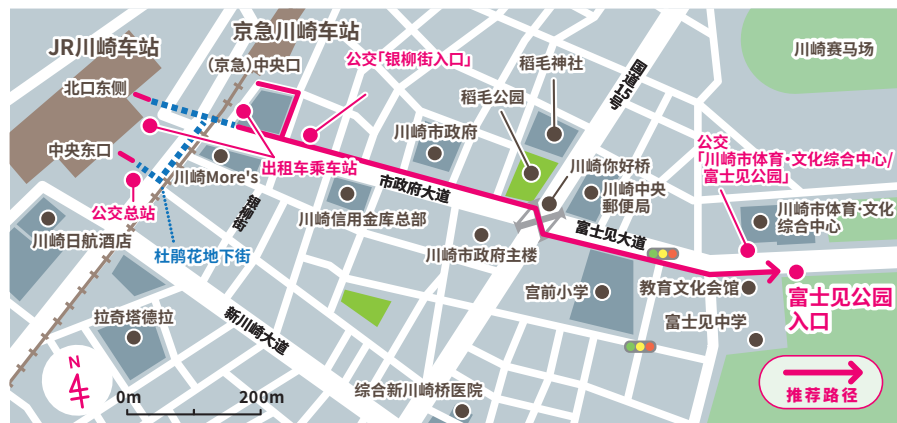 JR川崎车站
京急川崎车站
(京急)中央口
公交「银柳街入口」
北口东侧
中央东口
稻毛神社
稻毛公园
国道15号
川崎赛马场
川崎市政府
川崎More's
出租车乘车站
公交
「川崎市体育·文化综合中心/
富士见公园」
川崎你好桥
川崎中央
郵便局
市政府大道
公交总站
银柳街
川崎信用金库总部
川崎市体育·文化
综合中心
川崎日航酒店
杜鹃花地下街
川崎市政府主楼
富士见大道
宫前小学
教育文化会馆
富士见公园
入口
拉奇塔德拉
新川崎大道
富士见中学
N
0m
200m
综合新川崎桥医院
推荐路径